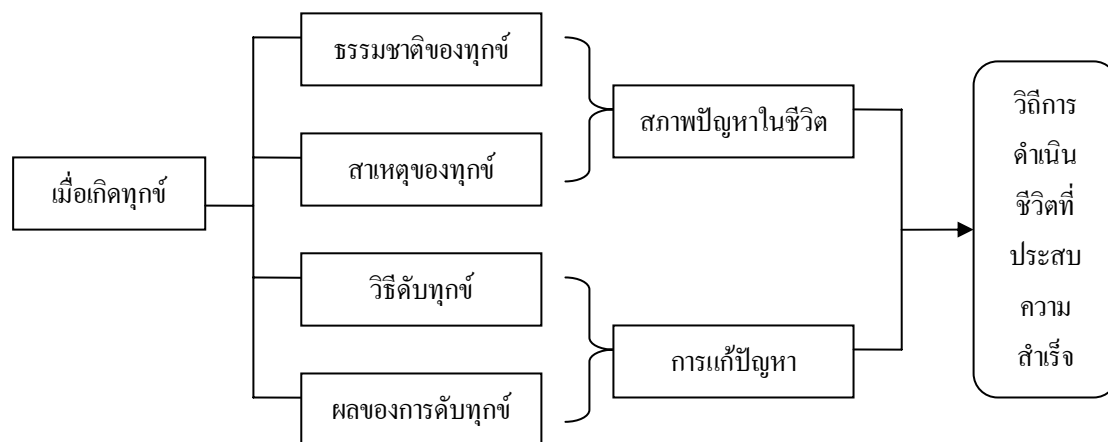 เมื่อเกิดทุกข์
ธรรมชาติของทุกข์
สาเหตุของทุกข์
วิธีดับทุกข์
ผลของการดับทุกข์
สภาพปัญหาในชีวิต
การแก้ปัญหา
วิถีการ
ดำเนิน
ชีวิตที่
ประสบ
ความ
สำเร็จ